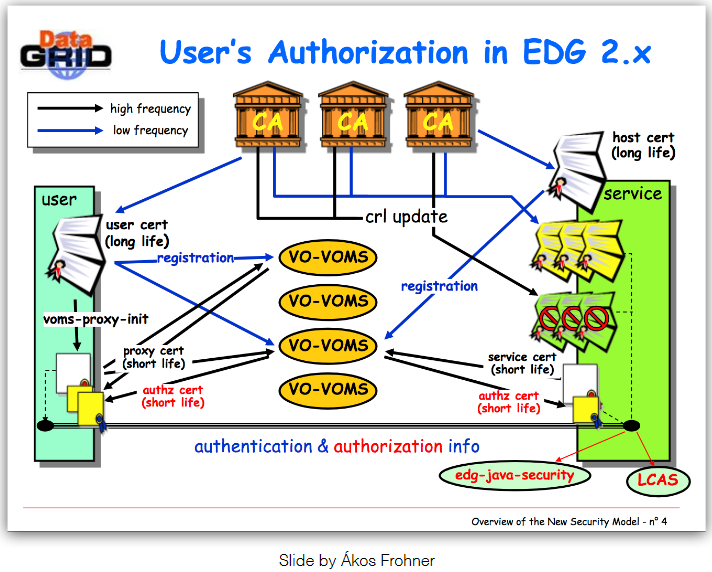 Data
GRID
User's Authorization in EDG 2.x
high frequency
low frequency
CA
CA
CA
host cert
(long life)
user
service
user cert
(long life)
crl update
registration
VO-VOMS
registration
VO-VOMS
voms-proxy-init
VO-VOMS
proxy cert
(short life)
service cert
(short life)
VO-VOMS
authz cert
(short life)
authz cert
(short life)
authentication & authorization info
edg-java-security
LCAS
Overview of the New Security Model - n° 4
Slide by Ákos Frohner